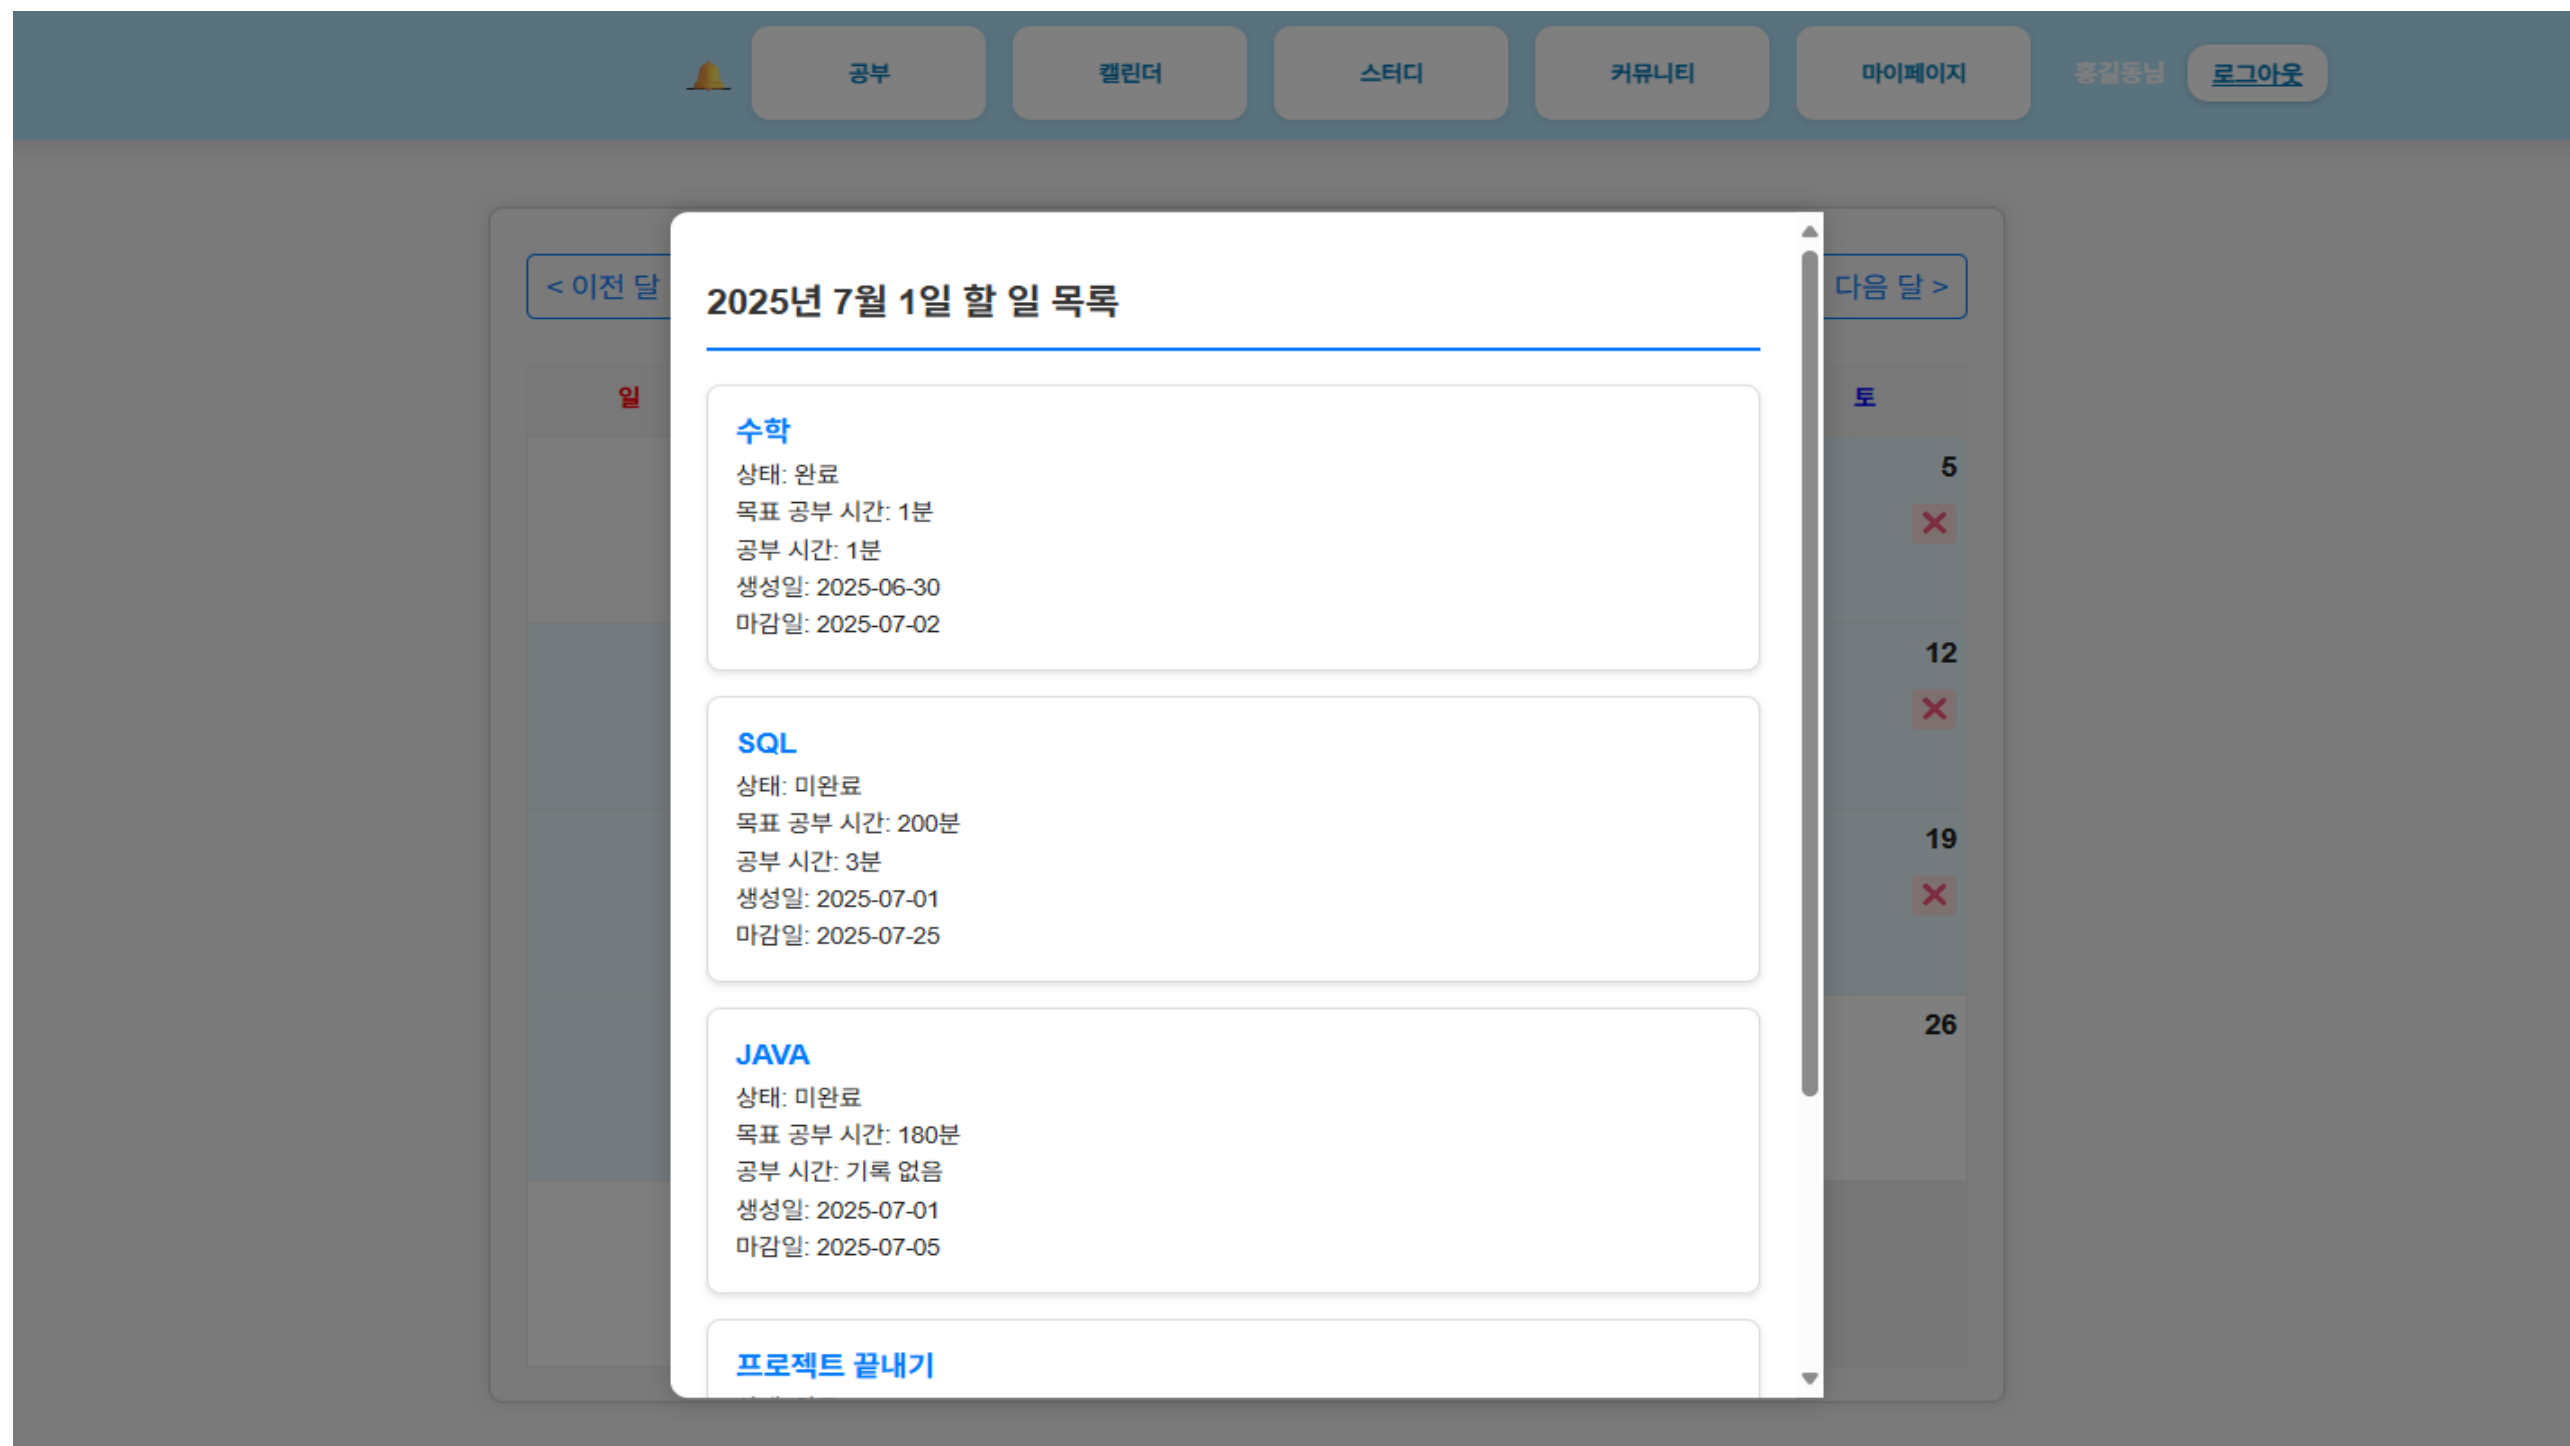 공부
캘린더
스터디
커뮤니티
마이페이지
홍길동님
로그아웃
< 이전 달
다음 달 >
일
토
5
12
19
26
2025년 7월 1일 할 일 목록
수학
상태: 완료
목표 공부 시간: 1분
공부 시간: 1분
생성일: 2025-06-30
마감일: 2025-07-02
SQL
상태: 미완료
목표 공부 시간: 200분
공부 시간: 3분
생성일: 2025-07-01
마감일: 2025-07-25
JAVA
상태: 미완료
목표 공부 시간: 180분
공부 시간: 기록 없음
생성일: 2025-07-01
마감일: 2025-07-05
프로젝트 끝내기